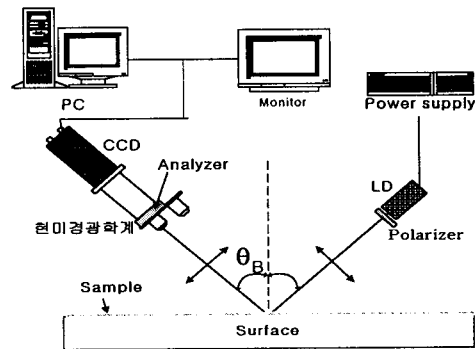 PC
Monitor
Power supply
CCD
Analyzer
LD
현미경광학계
Polarizer
θB
Sample
Surface